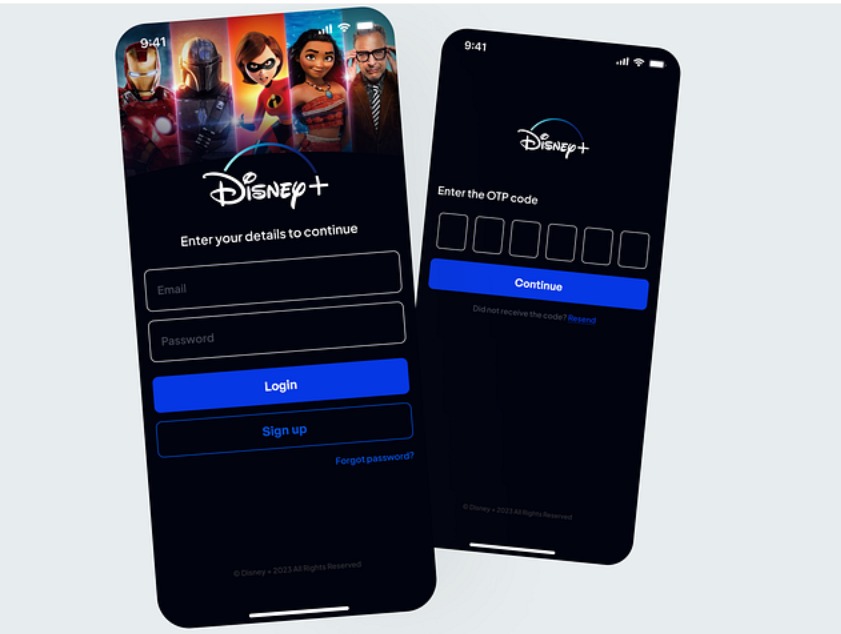 9:41
Disney+
Enter your details to continue
Email
Password
Login
Sign up
Forgot password?
© Disney + 2023 All Rights Reserved
9:41
Disney+
Enter the OTP code
Continue
Did not receive the code? Resend
© Disney + 2023 All Rights Reserved